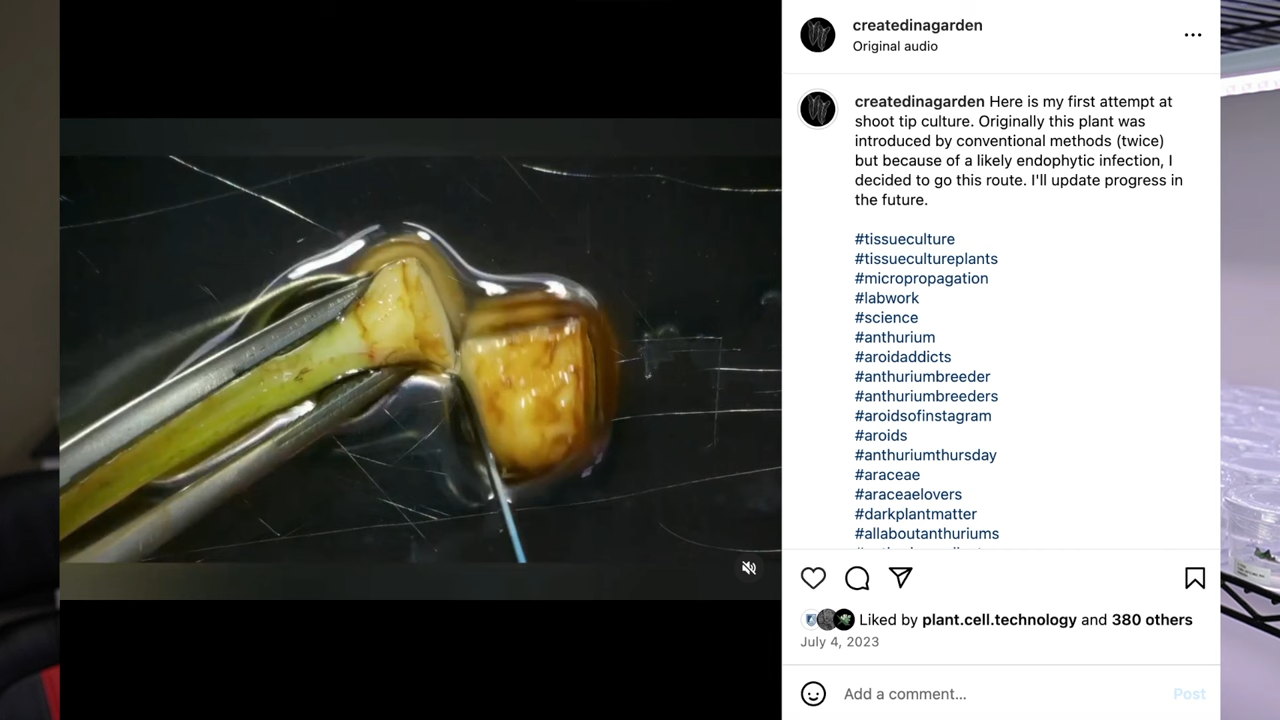 createdinagarden
Original audio
createdinagarden Here is my first attempt at
shoot tip culture. Originally this plant was
introduced by conventional methods (twice)
but because of a likely endophytic infection, I
decided to go this route. I'll update progress in
the future.
#tissueculture
#tissuecultureplants
#micropropagation
#labwork
#science
#anthurium
#aroidaddicts
#anthuriumbreeder
#anthuriumbreeders
#aroidsofinstagram
#aroids
#anthuriumthursday
#araceae
#araceaelovers
#darkplantmatter
#allaboutanthuriums
Liked by plant.cell.technology and 380 others
July 4, 2023
Add a comment...
Post